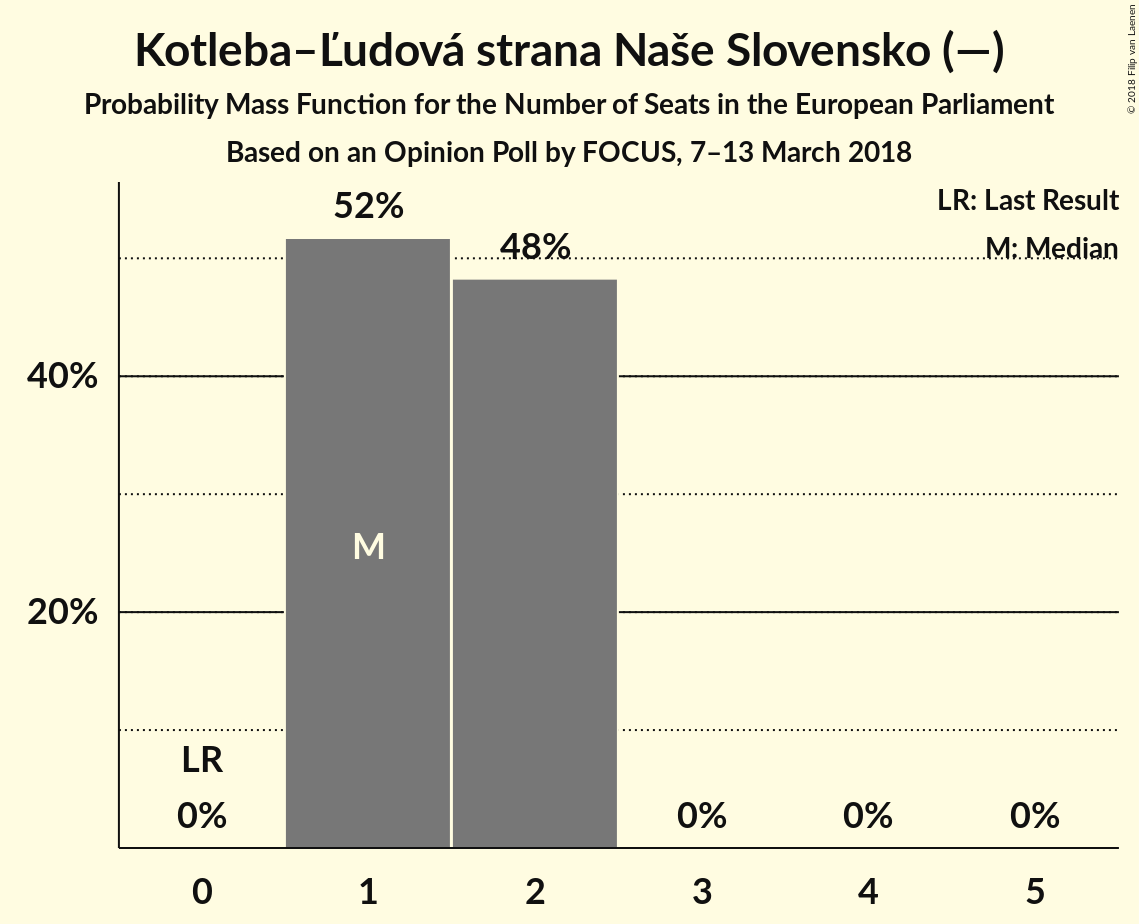 Kotleba–Ľudová strana Naše Slovensko (—)
Probability Mass Function for the Number of Seats in the European Parliament
Based on an Opinion Poll by FOCUS, 7–13 March 2018
© 2018 Filip van Laenen
LR: Last Result
M: Median
52%
48%
40%
M
20%
LR
0%
0%
0%
0%
0
1
2
3
4
5